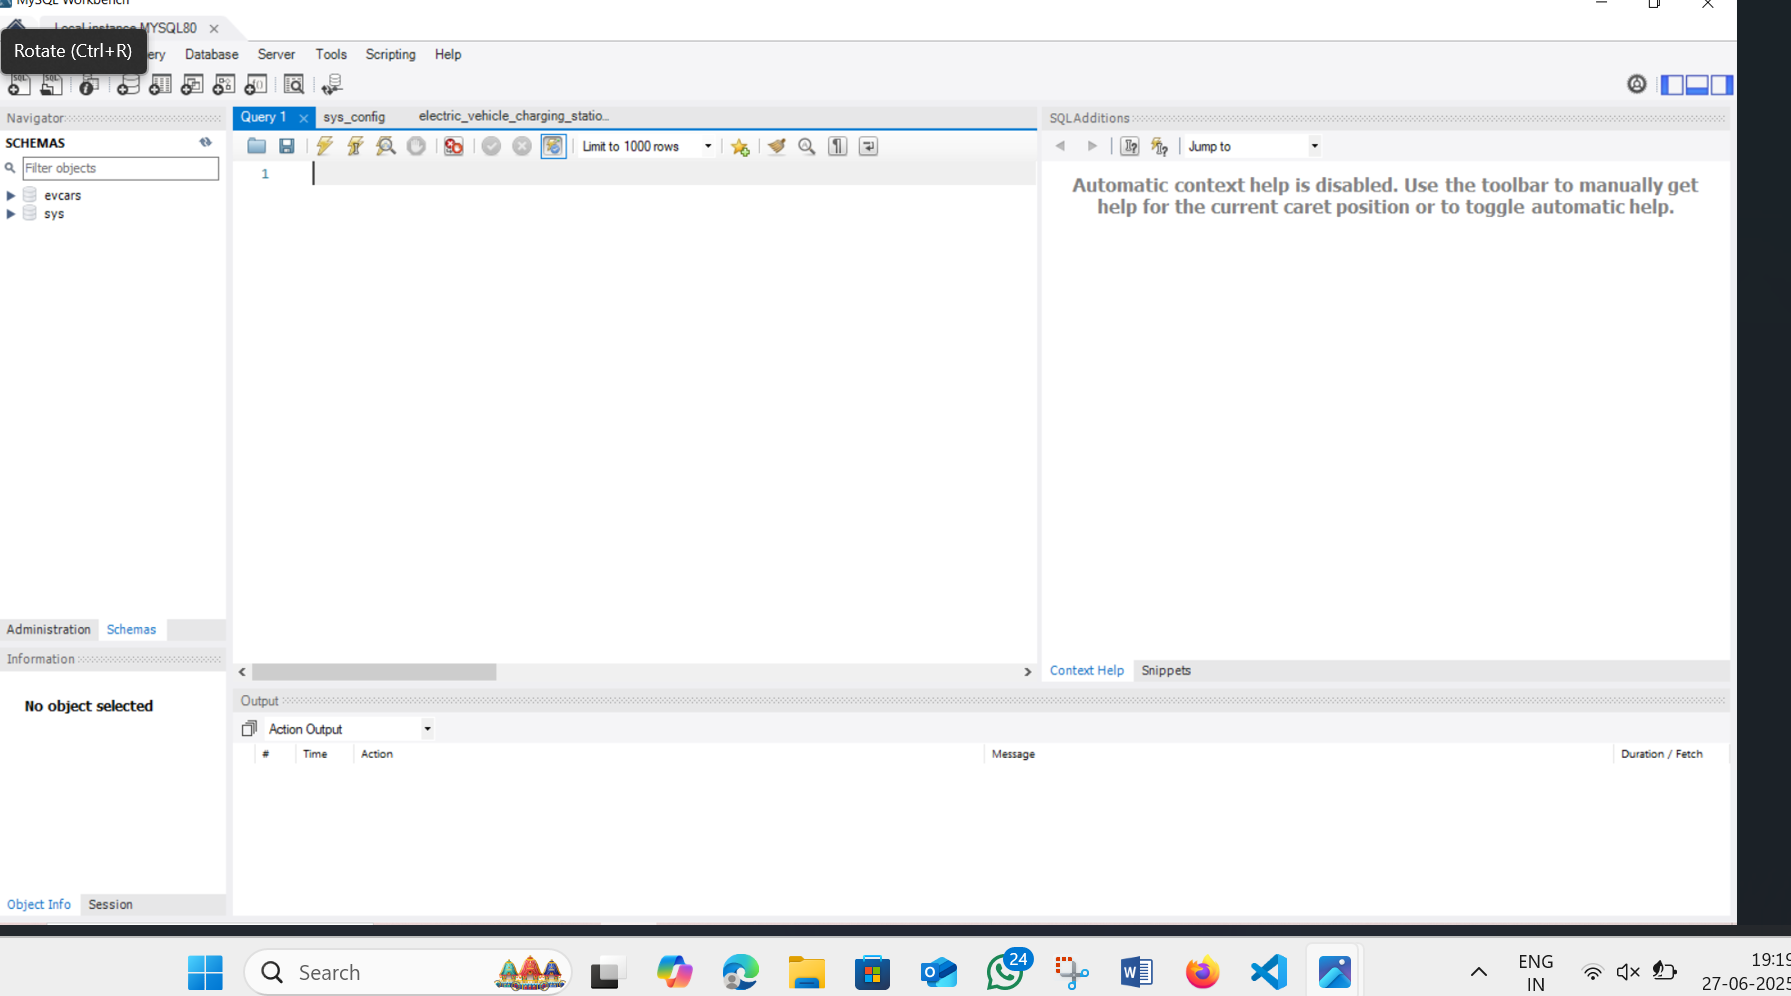 MySQL Workbench
Local instance MYSQL80
Rotate (Ctrl+R)
ery Database Server Tools Scripting Help
Navigator
SCHEMAS
Filter objects
evcars
sys
Administration Schemas
Information
No object selected
Object Info Session
Query 1 sys_config electric_vehicle_charging_statio...
Limit to 1000 rows
1
SQLAdditions
Jump to
Automatic context help is disabled. Use the toolbar to manually get
help for the current caret position or to toggle automatic help.
Context Help Snippets
Output
Action Output
# Time Action Message Duration / Fetch
Search
24
ENG
IN
19:19
27-06-2025